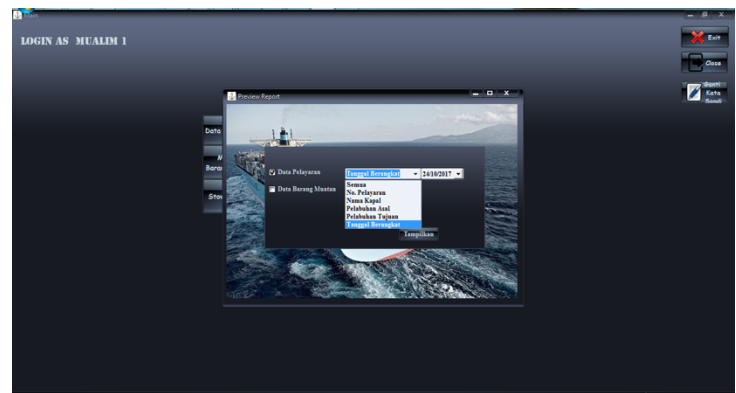 Main
LOGIN AS MUALIM 1
Exit
Close
Ganti
Kata
Sandi
Preview Report
Data
Data Pelayaran
Tanggal Berangkat
24/10/2017
Data Barang Muatan
Semua
No. Pelayaran
Nama Kapal
Pelabuhan Asal
Pelabuhan Tujuan
Tanggal Berangkat
Tampilkan